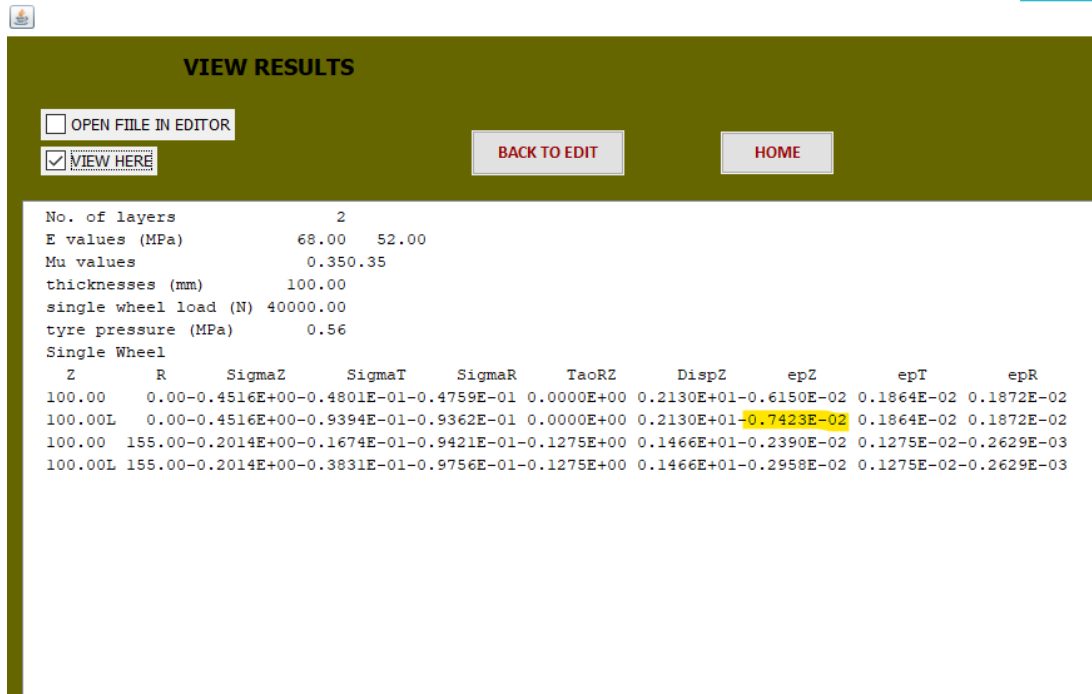 VIEW RESULTS
OPEN FIILE IN EDITOR
VIEW HERE
BACK TO EDIT
HOME
No. of layers 2
E values (MPa) 68.00 52.00
Mu values 0.350.35
thicknesses (mm) 100.00
single wheel load (N) 40000.00
tyre pressure (MPa) 0.56
Single Wheel
Z R SigmaZ SigmaT SigmaR TaoRZ DispZ epZ epT epR
100.00 0.00-0.4516E+00-0.4801E-01-0.4759E-01 0.0000E+00 0.2130E+01-0.6150E-02 0.1864E-02 0.1872E-02
100.00L 0.00-0.4516E+00-0.9394E-01-0.9362E-01 0.0000E+00 0.2130E+01-0.7423E-02 0.1864E-02 0.1872E-02
100.00 155.00-0.2014E+00-0.1674E-01-0.9421E-01-0.1275E+00 0.1466E+01-0.2390E-02 0.1275E-02-0.2629E-03
100.00L 155.00-0.2014E+00-0.3831E-01-0.9756E-01-0.1275E+00 0.1466E+01-0.2958E-02 0.1275E-02-0.2629E-03